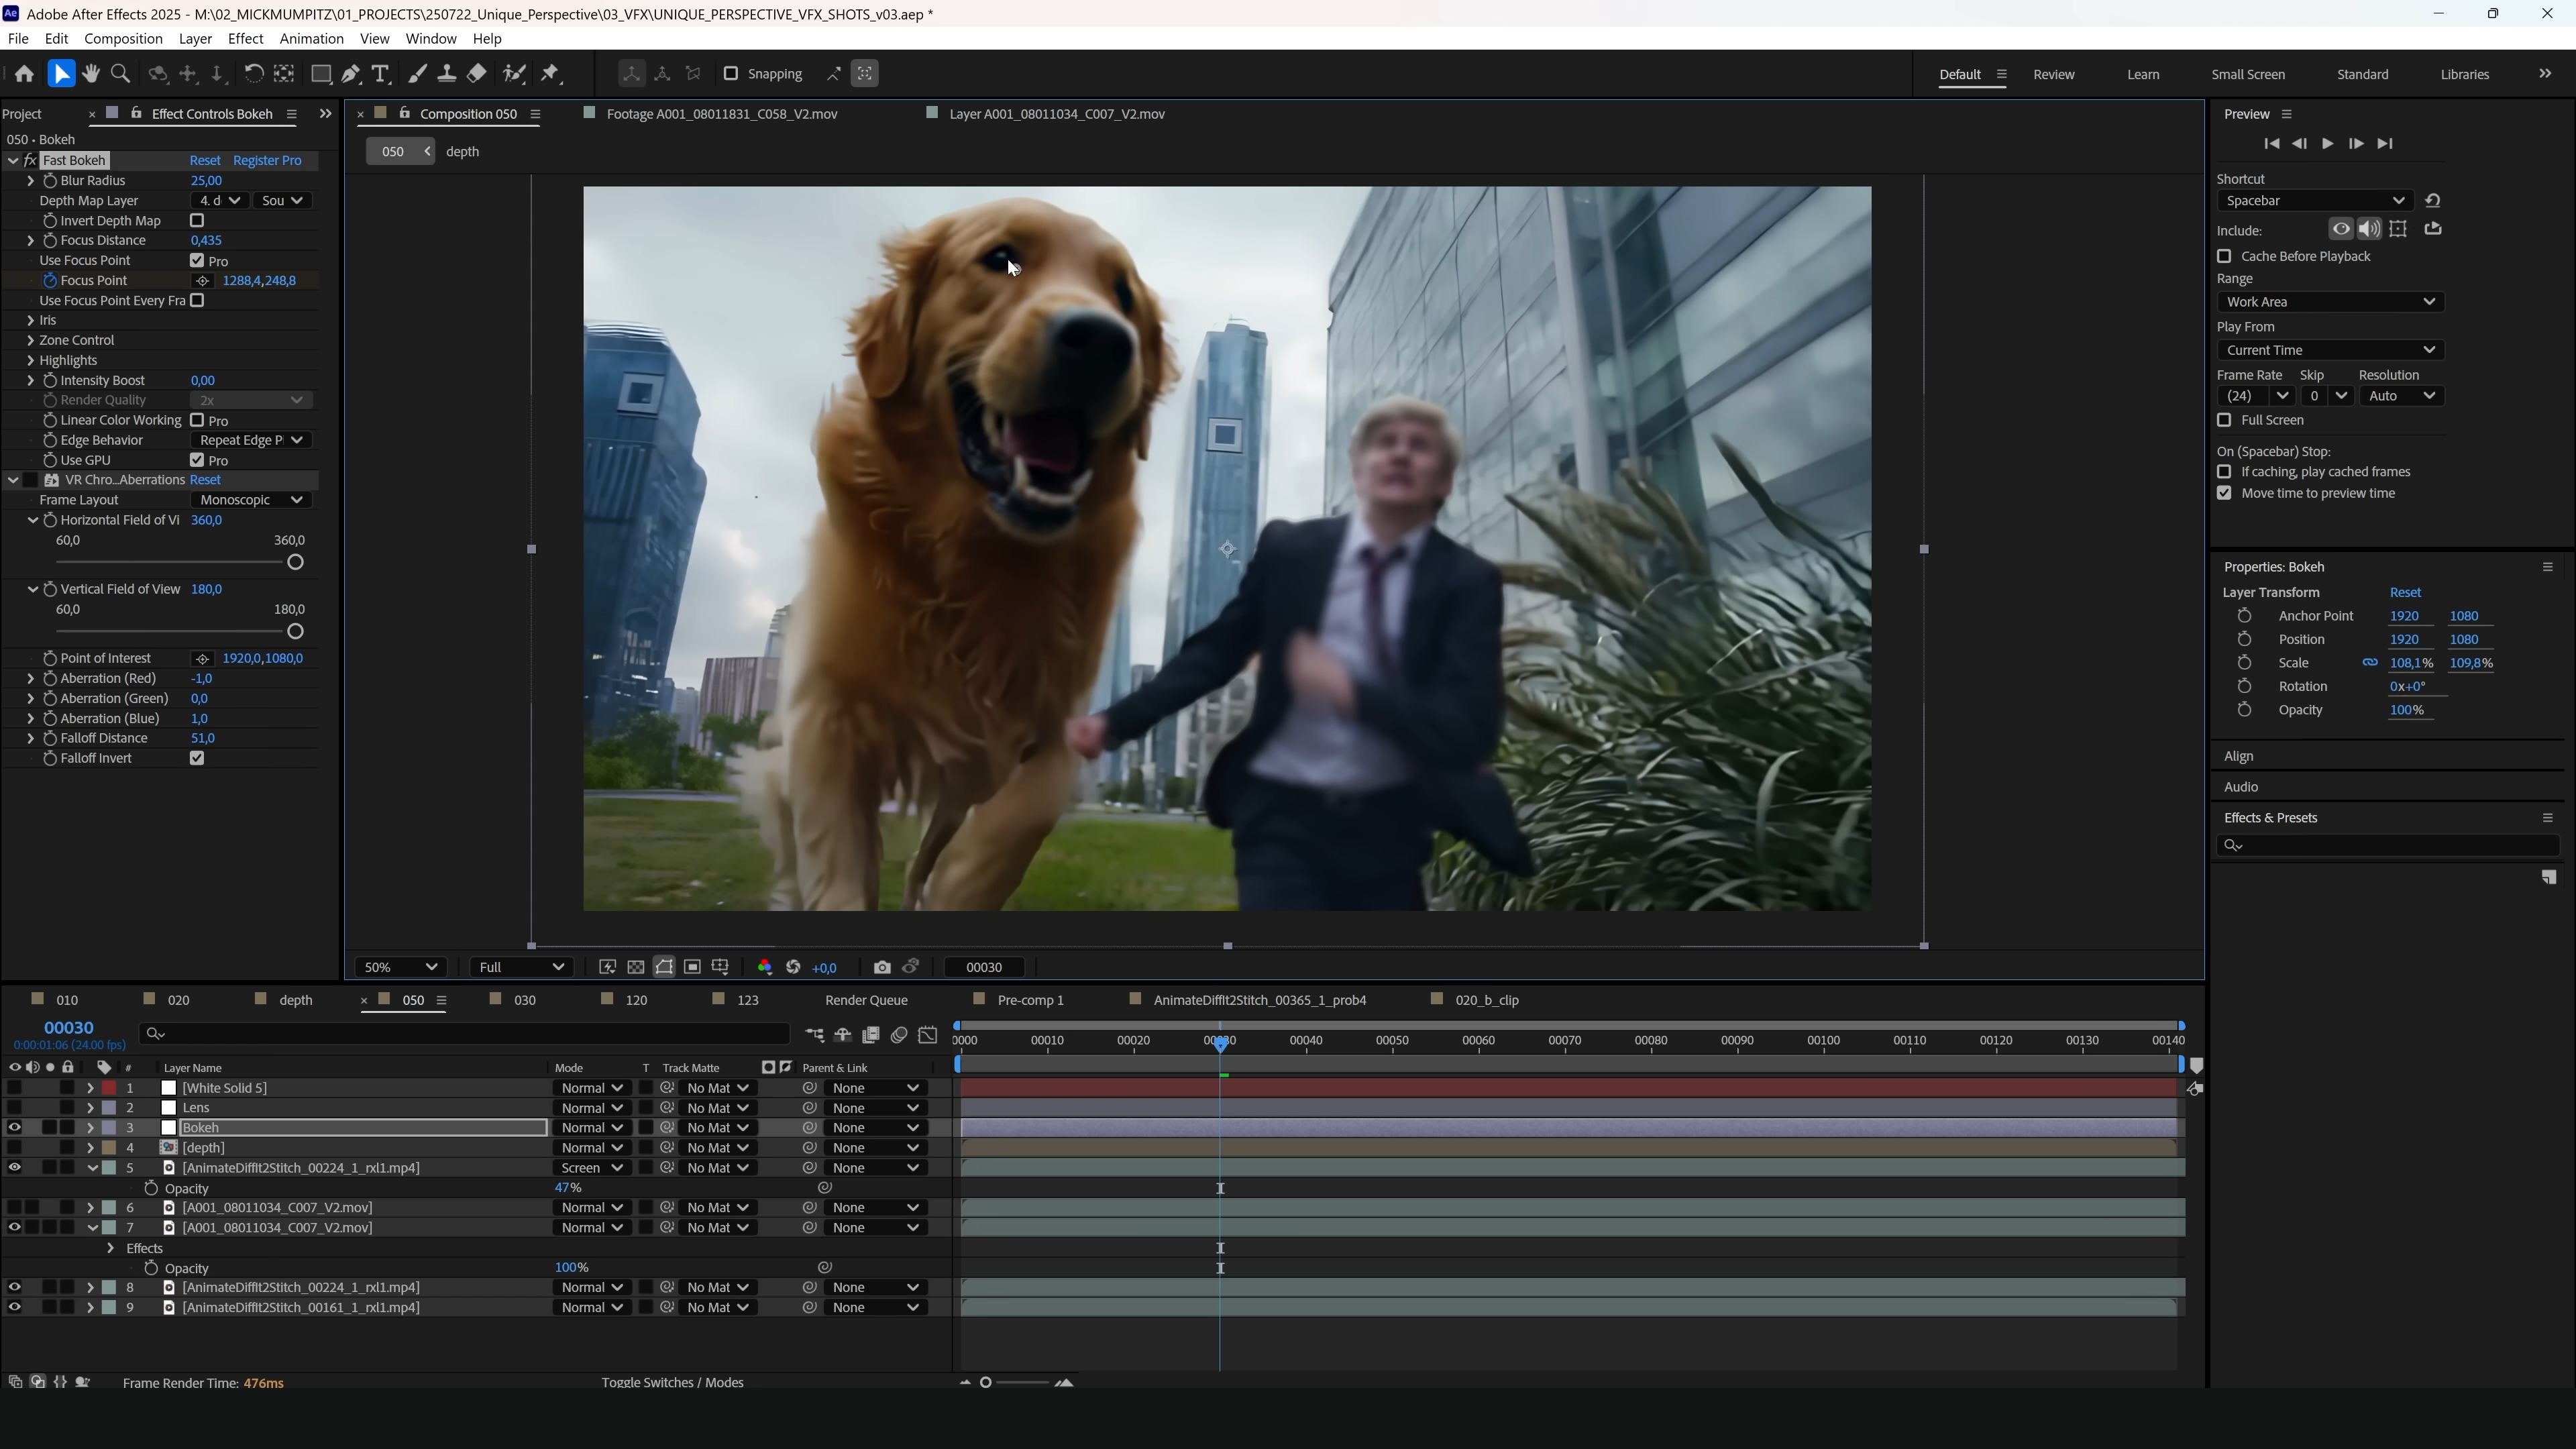 Ae Adobe After Effects 2025 - M:\02_MICKMUMPITZ\01_PROJECTS\250722_Unique_Perspective\03_VFX\UNIQUE_PERSPECTIVE_VFX_SHOTS_v03.aep *
File Edit Composition Layer Effect Animation View Window Help
Snapping
Default Review Learn Small Screen Standard Libraries
Project Effect Controls Bokeh
050 • Bokeh
fx Fast Bokeh Reset Register Pro
Blur Radius 25,00
Depth Map Layer 4. d Sou
Invert Depth Map
Focus Distance 0,435
Use Focus Point Pro
Focus Point 1288,4,248,8
Use Focus Point Every Fra
Iris
Zone Control
Highlights
Intensity Boost 0,00
Render Quality 2x
Linear Color Working Pro
Edge Behavior Repeat Edge P
Use GPU Pro
VR Chro...Aberrations Reset
Frame Layout Monoscopic
Horizontal Field of Vi 360,0
60,0 360,0
Vertical Field of View 180,0
60,0 180,0
Point of Interest 1920,0,1080,0
Aberration (Red) -1,0
Aberration (Green) 0,0
Aberration (Blue) 1,0
Falloff Distance 51,0
Falloff Invert
Composition 050 Footage A001_08011831_C058_V2.mov Layer A001_08011034_C007_V2.mov
050 depth
50% Full +0,0 00030
Preview
Shortcut
Spacebar
Include:
Cache Before Playback
Range
Work Area
Play From
Current Time
Frame Rate Skip Resolution
(24) 0 Auto
Full Screen
On (Spacebar) Stop:
If caching, play cached frames
Move time to preview time
Properties: Bokeh
Layer Transform Reset
Anchor Point 1920 1080
Position 1920 1080
Scale 108,1% 109,8%
Rotation 0x+0°
Opacity 100%
Align
Audio
Effects & Presets
010 020 depth 050 030 120 123 Render Queue Pre-comp 1 AnimateDiffIt2Stitch_00365_1_prob4 020_b_clip
00030
0:00:01:06 (24.00 fps)
0000 00010 00020 00030 00040 00050 00060 00070 00080 00090 00100 00110 00120 00130 00140
# Layer Name Mode T Track Matte Parent & Link
1 [White Solid 5] Normal No Mat None
2 Lens Normal No Mat None
3 Bokeh Normal No Mat None
4 [depth] Normal No Mat None
5 [AnimateDiffIt2Stitch_00224_1_rxl1.mp4] Screen No Mat None
Opacity 47%
6 [A001_08011034_C007_V2.mov] Normal No Mat None
7 [A001_08011034_C007_V2.mov] Normal No Mat None
Effects
Opacity 100%
8 [AnimateDiffIt2Stitch_00224_1_rxl1.mp4] Normal No Mat None
9 [AnimateDiffIt2Stitch_00161_1_rxl1.mp4] Normal No Mat None
Frame Render Time: 476ms Toggle Switches / Modes